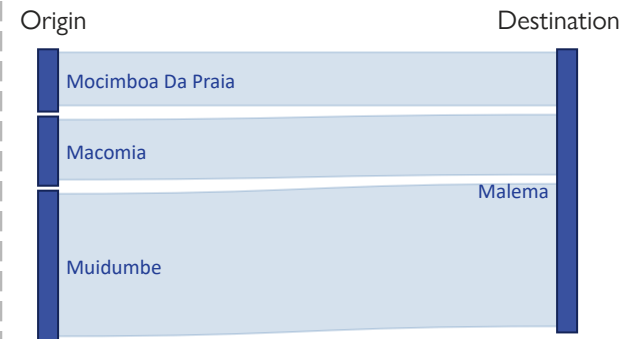 Origin
Destination
Mocimboa Da Praia
Macomia
Malema
Muidumbe